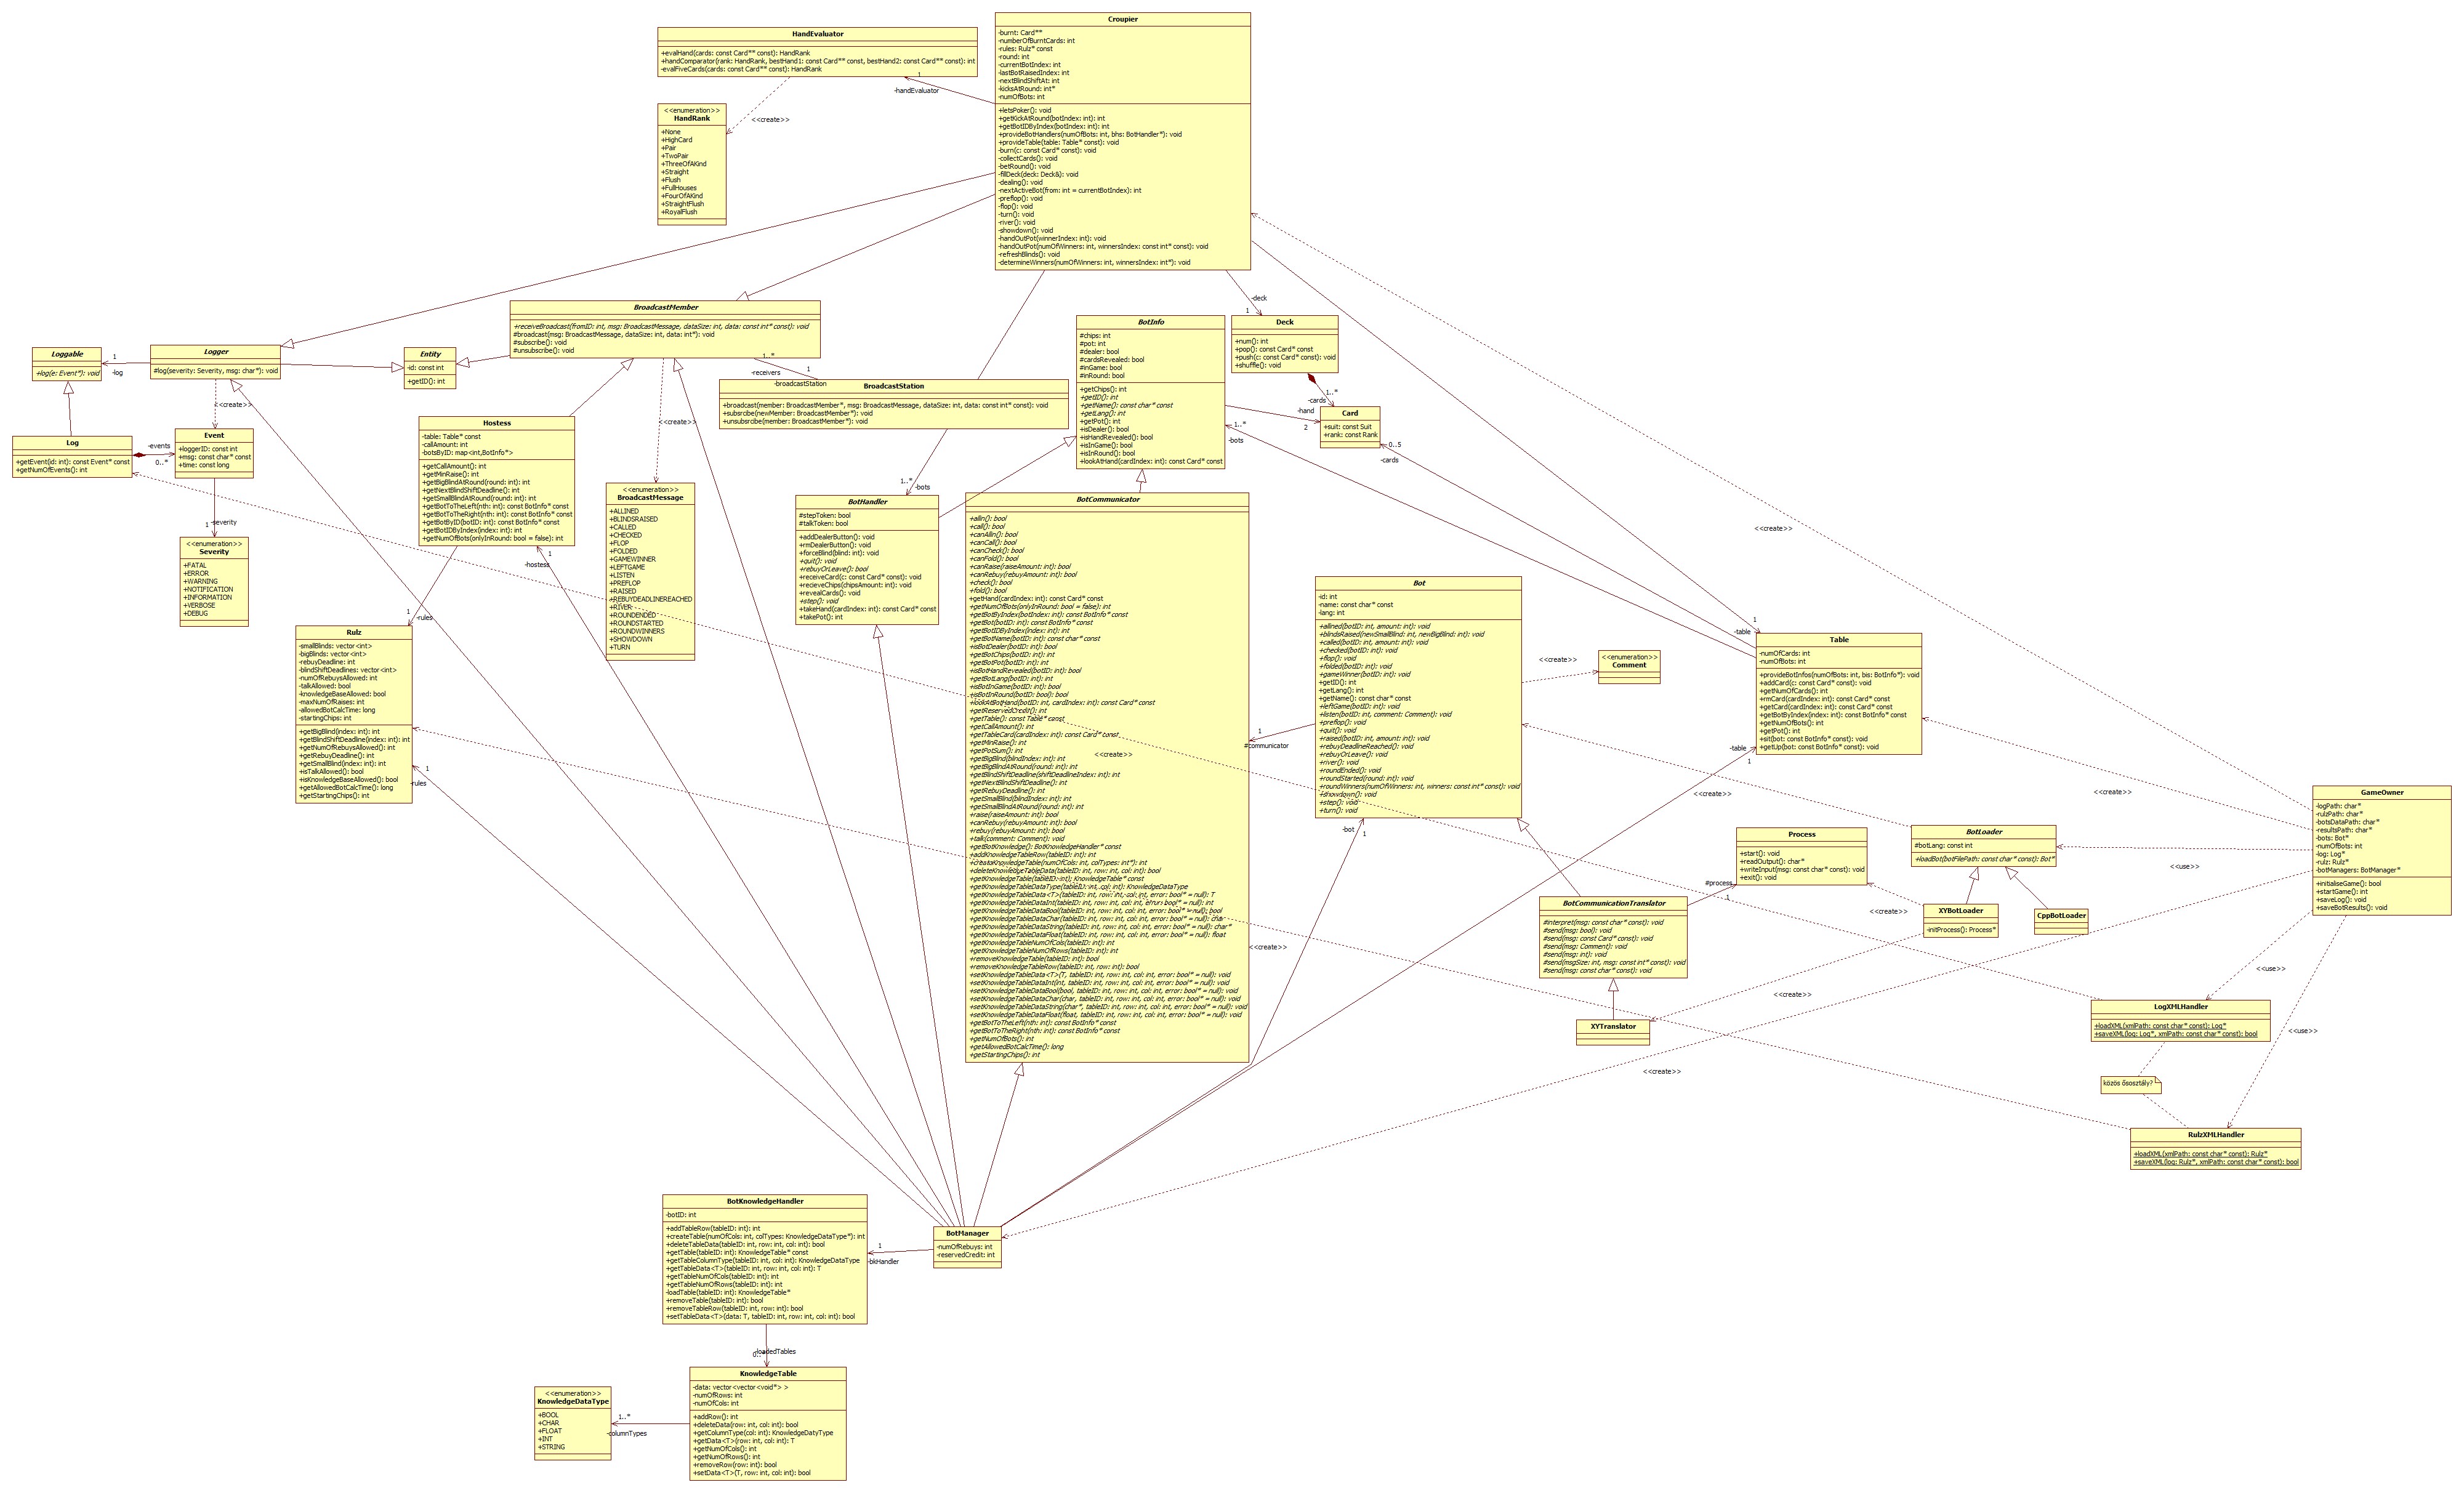 Croupier
-burnt: Card**
-numberOfBurntCards: int
-rules: Rulz* const
-round: int
-currentBotIndex: int
-lastBotRaisedIndex: int
-nextBlindShiftAt: int
-kicksAtRound: int*
-numOfBots: int
+letsPoker(): void
+getKickAtRound(botIndex: int): int
+getBotIDByIndex(botIndex: int): int
+provideBotHandlers(numOfBots: int, bhs: BotHandler*): void
+provideTable(table: Table* const): void
-burn(c: const Card* const): void
-collectCards(): void
-betRound(): void
-fillDeck(deck: Deck&): void
-dealing(): void
-nextActiveBot(from: int = currentBotIndex): int
-preflop(): void
-flop(): void
-turn(): void
-river(): void
-showdown(): void
-handOutPot(winnerIndex: int): void
-handOutPot(numOfWinners: int, winnersIndex: const int* const): void
-refreshBlinds(): void
-determineWinners(numOfWinners: int, winnersIndex: int*): void
HandEvaluator
+evalHand(cards: const Card** const): HandRank
+handComparator(rank: HandRank, bestHand1: const Card** const, bestHand2: const Card** const): int
-evalFiveCards(cards: const Card** const): HandRank
1
-handEvaluator
<<create>>
<<enumeration>>
HandRank
+None
+HighCard
+Pair
+TwoPair
+ThreeOfAKind
+Straight
+Flush
+FullHouses
+FourOfAKind
+StraightFlush
+RoyalFlush
BroadcastMember
+receiveBroadcast(fromID: int, msg: BroadcastMessage, dataSize: int, data: const int* const): void
#broadcast(msg: BroadcastMessage, dataSize: int, data: int*): void
#subscribe(): void
#unsubscribe(): void
Loggable
+log(e: Event*): void
1
-log
Logger
#log(severity: Severity, msg: char*): void
Entity
-id: const int
+getID(): int
<<create>>
Log
+getEvent(id: int): const Event* const
+getNumOfEvents(): int
-events
0..*
Event
+loggerID: const int
+msg: const char* const
+time: const long
1
-severity
<<enumeration>>
Severity
+FATAL
+ERROR
+WARNING
+NOTIFICATION
+INFORMATION
+VERBOSE
+DEBUG
1..*
-receivers
1
-broadcastStation
BroadcastStation
+broadcast(member: BroadcastMember*, msg: BroadcastMessage, dataSize: int, data: const int* const): void
+subsrcibe(newMember: BroadcastMember*): void
+unsubsrcibe(member: BroadcastMember*): void
<<create>>
Hostess
-table: Table* const
-callAmount: int
-botsByID: map<int,BotInfo*>
+getCallAmount(): int
+getMinRaise(): int
+getBigBlindAtRound(round: int): int
+getNextBlindShiftDeadline(): int
+getSmallBlindAtRound(round: int): int
+getBotToTheLeft(nth: int): const BotInfo* const
+getBotToTheRight(nth: int): const BotInfo* const
+getBotByID(botID: int): const BotInfo* const
+getBotIDByIndex(index: int): int
+getNumOfBots(onlyInRound: bool = false): int
1
-hostess
<<enumeration>>
BroadcastMessage
+ALLINED
+BLINDSRAISED
+CALLED
+CHECKED
+FLOP
+FOLDED
+GAMEWINNER
+LEFTGAME
+LISTEN
+PREFLOP
+RAISED
+REBUYDEADLINEREACHED
+RIVER
+ROUNDENDED
+ROUNDSTARTED
+ROUNDWINNERS
+SHOWDOWN
+TURN
1
-rules
Rulz
-smallBlinds: vector<int>
-bigBlinds: vector<int>
-rebuyDeadline: int
-blindShiftDeadlines: vector<int>
-numOfRebuysAllowed: int
-talkAllowed: bool
-knowledgeBaseAllowed: bool
-maxNumOfRaises: int
-allowedBotCalcTime: long
-startingChips: int
+getBigBlind(index: int): int
+getBlindShiftDeadline(index: int): int
+getNumOfRebuysAllowed(): int
+getRebuyDeadline(): int
+getSmallBlind(index: int): int
+isTalkAllowed(): bool
+isKnowledgeBaseAllowed(): bool
+getAllowedBotCalcTime(): long
+getStartingChips(): int
1
-rules
BotInfo
#chips: int
#pot: int
#dealer: bool
#cardsRevealed: bool
#inGame: bool
#inRound: bool
+getChips(): int
+getID(): int
+getName(): const char* const
+getLang(): int
+getPot(): int
+isDealer(): bool
+isHandRevealed(): bool
+isInGame(): bool
+isInRound(): bool
+lookAtHand(cardIndex: int): const Card* const
-deck
1
Deck
+num(): int
+pop(): const Card* const
+push(c: const Card* const): void
+shuffle(): void
1..*
-cards
-hand
2
Card
+suit: const Suit
+rank: const Rank
1..*
-bots
0..5
-cards
1..*
-bots
BotHandler
#stepToken: bool
#talkToken: bool
+addDealerButton(): void
+rmDealerButton(): void
+forceBlind(blind: int): void
+quit(): void
+rebuyOrLeave(): bool
+receiveCard(c: const Card* const): void
+recieveChips(chipsAmount: int): void
+revealCards(): void
+step(): void
+takeHand(cardIndex: int): const Card* const
+takePot(): int
BotCommunicator
+allIn(): bool
+call(): bool
+canAllIn(): bool
+canCall(): bool
+canCheck(): bool
+canFold(): bool
+canRaise(raiseAmount: int): bool
+canRebuy(rebuyAmount: int): bool
+check(): bool
+fold(): bool
+getHand(cardIndex: int): const Card* const
+getNumOfBots(onlyInRound: bool = false): int
+getBotByIndex(botIndex: int): const BotInfo* const
+getBot(botID: int): const BotInfo* const
+getBotIDByIndex(index: int): int
+getBotName(botID: int): const char* const
+isBotDealer(botID: int): bool
+getBotChips(botID: int): int
+getBotPot(botID: int): int
+isBotHandRevealed(botID: int): bool
+getBotLang(botID: int): int
+isBotInGame(botID: int): bool
+isBotInRound(botID: bool): bool
+lookAtBotHand(botID: int, cardIndex: int): const Card* const
+getReservedCredit(): int
+getTable(): const Table* const
+getCallAmount(): int
+getTableCard(cardIndex: int): const Card* const
+getMinRaise(): int
+getPotSum(): int
+getBigBlind(blindIndex: int): int
+getBigBlindAtRound(round: int): int
+getBlindShiftDeadline(shiftDeadlineIndex: int): int
+getNextBlindShiftDeadline(): int
+getRebuyDeadline(): int
+getSmallBlind(blindIndex: int): int
+getSmallBlindAtRound(round: int): int
+raise(raiseAmount: int): bool
+canRebuy(rebuyAmount: int): bool
+rebuy(rebuyAmount: int): bool
+talk(comment: Comment): void
+getBotKnowledge(): BotKnowledgeHandler* const
+addKnowledgeTableRow(tableID: int): int
+createKnowledgeTable(numOfCols: int, colTypes: int*): int
+deleteKnowledgeTableData(tableID: int, row: int, col: int): bool
+getKnowledgeTable(tableID: int): KnowledgeTable* const
+getKnowledgeTableDataType(tableID: int, col: int): KnowledgeDataType
+getKnowledgeTableData<T>(tableID: int, row: int, col: int, error: bool* = null): T
+getKnowledgeTableDataInt(tableID: int, row: int, col: int, error: bool* = null): int
+getKnowledgeTableDataBool(tableID: int, row: int, col: int, error: bool* = null): bool
+getKnowledgeTableDataChar(tableID: int, row: int, col: int, error: bool* = null): char
+getKnowledgeTableDataString(tableID: int, row: int, col: int, error: bool* = null): char*
+getKnowledgeTableDataFloat(tableID: int, row: int, col: int, error: bool* = null): float
+getKnowledgeTableNumOfCols(tableID: int): int
+getKnowledgeTableNumOfRows(tableID: int): int
+removeKnowledgeTable(tableID: int): bool
+removeKnowledgeTableRow(tableID: int, row: int): bool
+setKnowledgeTableData<T>(T, tableID: int, row: int, col: int, error: bool* = null): void
+setKnowledgeTableDataInt(int, tableID: int, row: int, col: int, error: bool* = null): void
+setKnowledgeTableDataBool(bool, tableID: int, row: int, col: int, error: bool* = null): void
+setKnowledgeTableDataChar(char, tableID: int, row: int, col: int, error: bool* = null): void
+setKnowledgeTableDataString(char*, tableID: int, row: int, col: int, error: bool* = null): void
+setKnowledgeTableDataFloat(float, tableID: int, row: int, col: int, error: bool* = null): void
+getBotToTheLeft(nth: int): const BotInfo* const
+getBotToTheRight(nth: int): const BotInfo* const
+getNumOfBots(): int
+getAllowedBotCalcTime(): long
+getStartingChips(): int
<<create>>
<<create>>
1
#communicator
Bot
-id: int
-name: const char* const
-lang: int
+allined(botID: int, amount: int): void
+blindsRaised(newSmallBlind: int, newBigBlind: int): void
+called(botID: int, amount: int): void
+checked(botID: int): void
+flop(): void
+folded(botID: int): void
+gameWinner(botID: int): void
+getID(): int
+getLang(): int
+getName(): const char* const
+leftGame(botID: int): void
+listen(botID: int, comment: Comment): void
+preflop(): void
+quit(): void
+raised(botID: int, amount: int): void
+rebuyDeadlineReached(): void
+rebuyOrLeave(): void
+river(): void
+roundEnded(): void
+roundStarted(round: int): void
+roundWinners(numOfWinners: int, winners: const int* const): void
+showdown(): void
+step(): void
+turn(): void
-bot
1
<<create>>
<<enumeration>>
Comment
<<create>>
1
-table
Table
-numOfCards: int
-numOfBots: int
+provideBotInfos(numOfBots: int, bis: BotInfo*): void
+addCard(c: const Card* const): void
+getNumOfCards(): int
+rmCard(cardIndex: int): const Card* const
+getCard(cardIndex: int): const Card* const
+getBotByIndex(index: int): const BotInfo* const
+getNumOfBots(): int
+getPot(): int
+sit(bot: const BotInfo* const): void
+getUp(bot: const BotInfo* const): void
-table
1
<<create>>
<<create>>
GameOwner
-logPath: char*
-rulzPath: char*
-botsDataPath: char*
-resultsPath: char*
-bots: Bot*
-numOfBots: int
-log: Log*
-rulz: Rulz*
-botManagers: BotManager*
+initialiseGame(): bool
+startGame(): int
+saveLog(): void
+saveBotResults(): void
Process
+start(): void
+readOutput(): char*
+writeInput(msg: const char* const): void
+exit(): void
#process
1
BotLoader
#botLang: const int
+loadBot(botFilePath: const char* const): Bot*
<<use>>
<<create>>
XYBotLoader
-initProcess(): Process*
CppBotLoader
BotCommunicationTranslator
#interpret(msg: const char* const): void
#send(msg: bool): void
#send(msg: const Card* const): void
#send(msg: Comment): void
#send(msg: int): void
#send(msgSize: int, msg: const int* const): void
#send(msg: const char* const): void
XYTranslator
<<create>>
<<use>>
LogXMLHandler
+loadXML(xmlPath: const char* const): Log*
+saveXML(log: Log*, xmlPath: const char* const): bool
<<use>>
<<create>>
közös ősosztály?
RulzXMLHandler
+loadXML(xmlPath: const char* const): Rulz*
+saveXML(log: Rulz*, xmlPath: const char* const): bool
BotKnowledgeHandler
-botID: int
+addTableRow(tableID: int): int
+createTable(numOfCols: int, colTypes: KnowledgeDataType*): int
+deleteTableData(tableID: int, row: int, col: int): bool
+getTable(tableID: int): KnowledgeTable* const
+getTableColumnType(tableID: int, col: int): KnowledgeDataType
+getTableData<T>(tableID: int, row: int, col: int): T
+getTableNumOfCols(tableID: int): int
+getTableNumOfRows(tableID: int): int
-loadTable(tableID: int): KnowledgeTable*
+removeTable(tableID: int): bool
+removeTableRow(tableID: int, row: int): bool
+setTableData<T>(data: T, tableID: int, row: int, col: int): bool
1
-bkHandler
BotManager
-numOfRebuys: int
-reservedCredit: int
-loadedTables
0..*
KnowledgeTable
-data: vector<vector<void*> >
-numOfRows: int
-numOfCols: int
+addRow(): int
+deleteData(row: int, col: int): bool
+getColumnType(col: int): KnowledgeDatyType
+getData<T>(row: int, col: int): T
+getNumOfCols(): int
+getNumOfRows(): int
+removeRow(row: int): bool
+setData<T>(T, row: int, col: int): bool
<<enumeration>>
KnowledgeDataType
+BOOL
+CHAR
+FLOAT
+INT
+STRING
1..*
-columnTypes